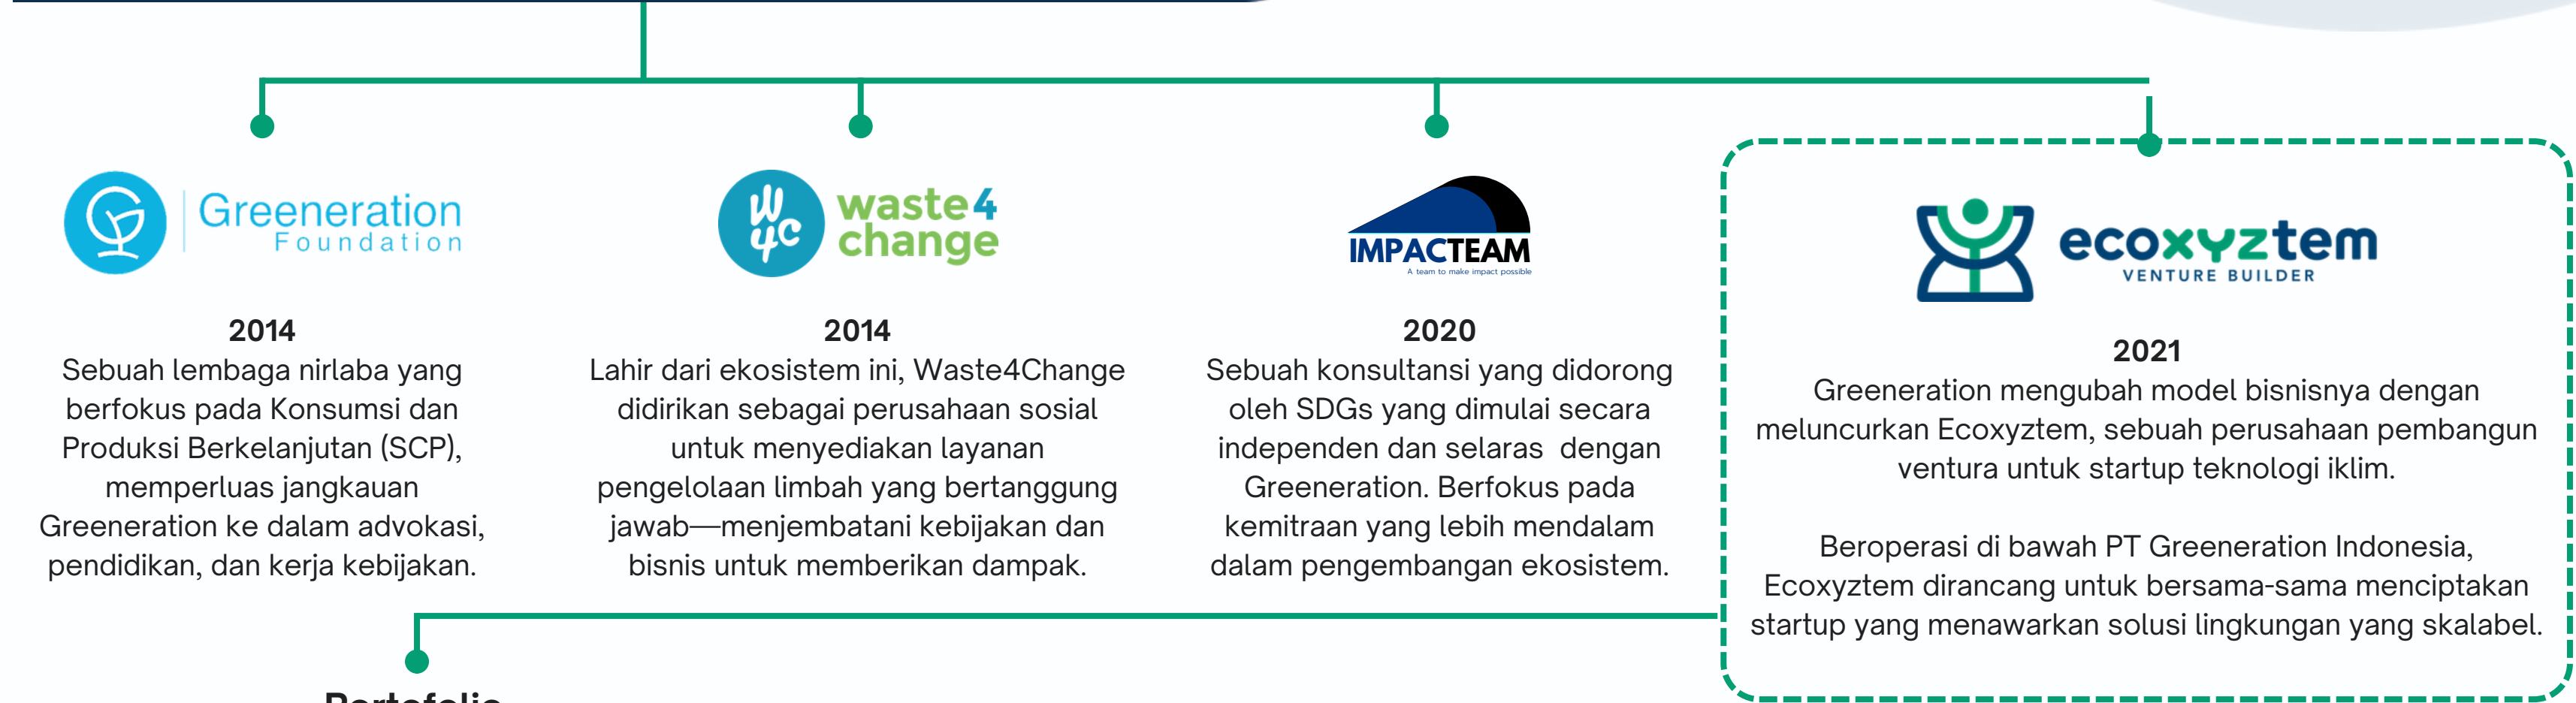 Greeneration
Foundation
2014
Sebuah lembaga nirlaba yang
berfokus pada Konsumsi dan
Produksi Berkelanjutan (SCP),
memperluas jangkauan
Greeneration ke dalam advokasi,
pendidikan, dan kerja kebijakan.
W4C
waste4
change
2014
Lahir dari ekosistem ini, Waste4Change
didirikan sebagai perusahaan sosial
untuk menyediakan layanan
pengelolaan limbah yang bertanggung
jawab—menjembatani kebijakan dan
bisnis untuk memberikan dampak.
IMPACTEAM
A team to make impact possible
2020
Sebuah konsultansi yang didorong
oleh SDGs yang dimulai secara
independen dan selaras  dengan
Greeneration. Berfokus pada
kemitraan yang lebih mendalam
dalam pengembangan ekosistem.
ecoxyztem
VENTURE BUILDER
2021
Greeneration mengubah model bisnisnya dengan
meluncurkan Ecoxyztem, sebuah perusahaan pembangun
ventura untuk startup teknologi iklim.
Beroperasi di bawah PT Greeneration Indonesia,
Ecoxyztem dirancang untuk bersama-sama menciptakan
startup yang menawarkan solusi lingkungan yang skalabel.
Portofolio